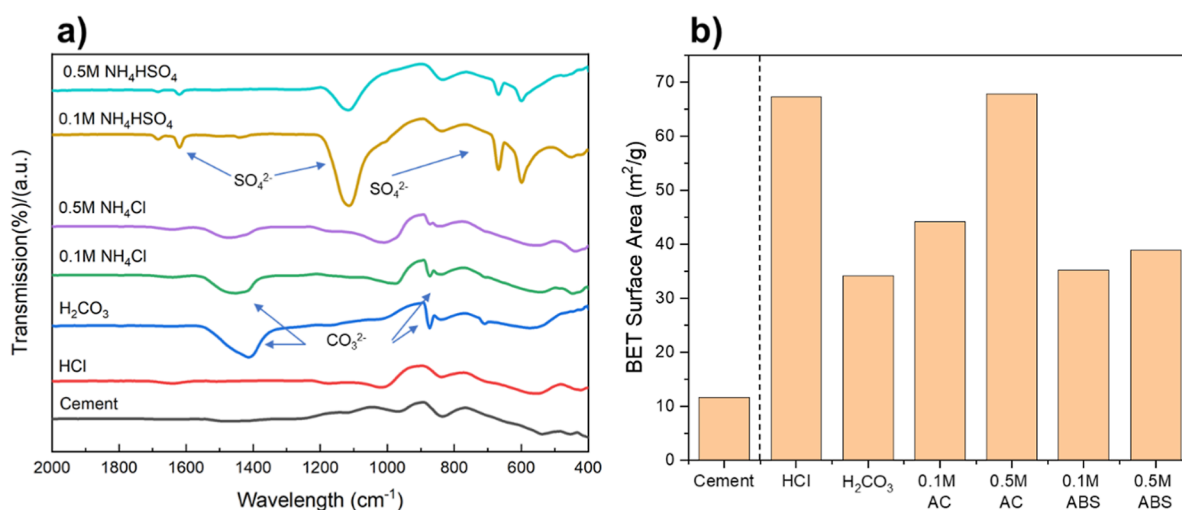 a)
0.5M NH₄HSO₄
0.1M NH₄HSO₄
SO₄²⁻
SO₄²⁻
0.5M NH₄Cl
0.1M NH₄Cl
H₂CO₃
CO₃²⁻
HCl
Cement
Transmission(%)/(a.u.)
2000 1800 1600 1400 1200 1000 800 600 400
Wavelength (cm⁻¹)
b)
BET Surface Area (m²/g)
70
60
50
40
30
20
10
0
Cement HCl H₂CO₃ 0.1M 0.5M 0.1M 0.5M
AC AC ABS ABS